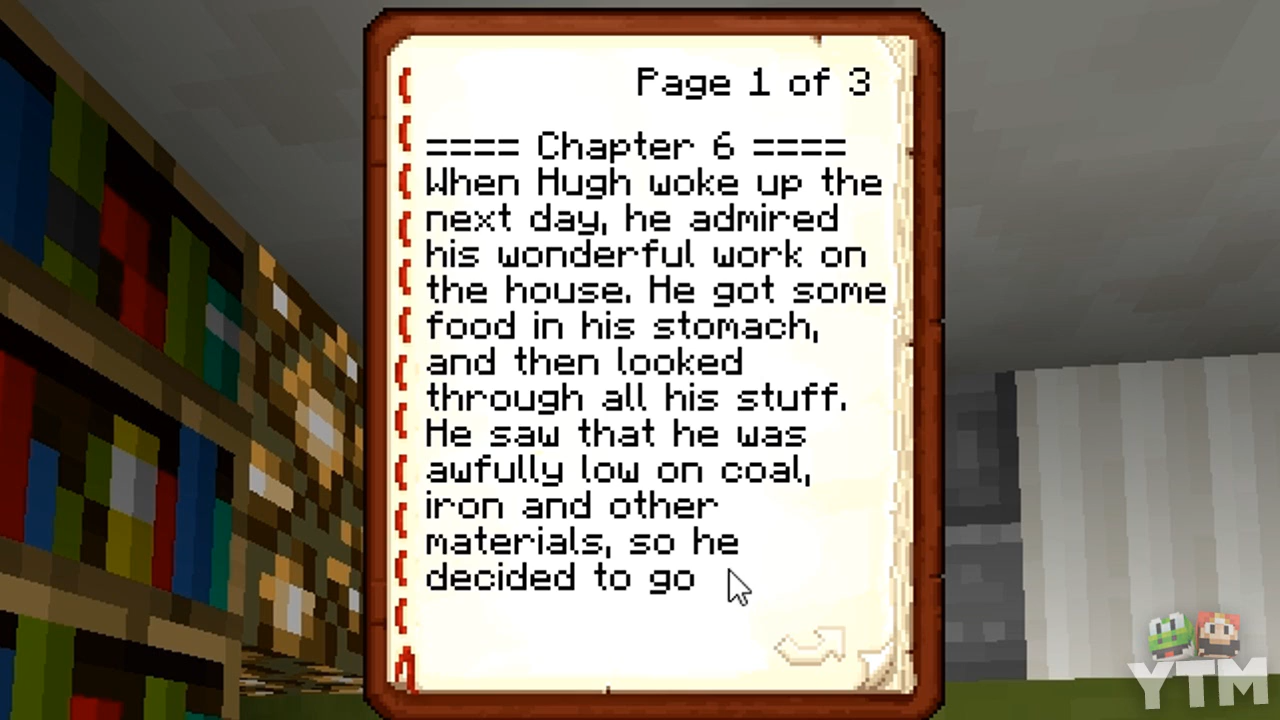 Page 1 of 3
==== Chapter 6 ====
When Hugh woke up the
next day, he admired
his wonderful work on
the house. He got some
food in his stomach,
and then looked
through all his stuff.
He saw that he was
awfully low on coal,
iron and other
materials, so he
decided to go
YTM